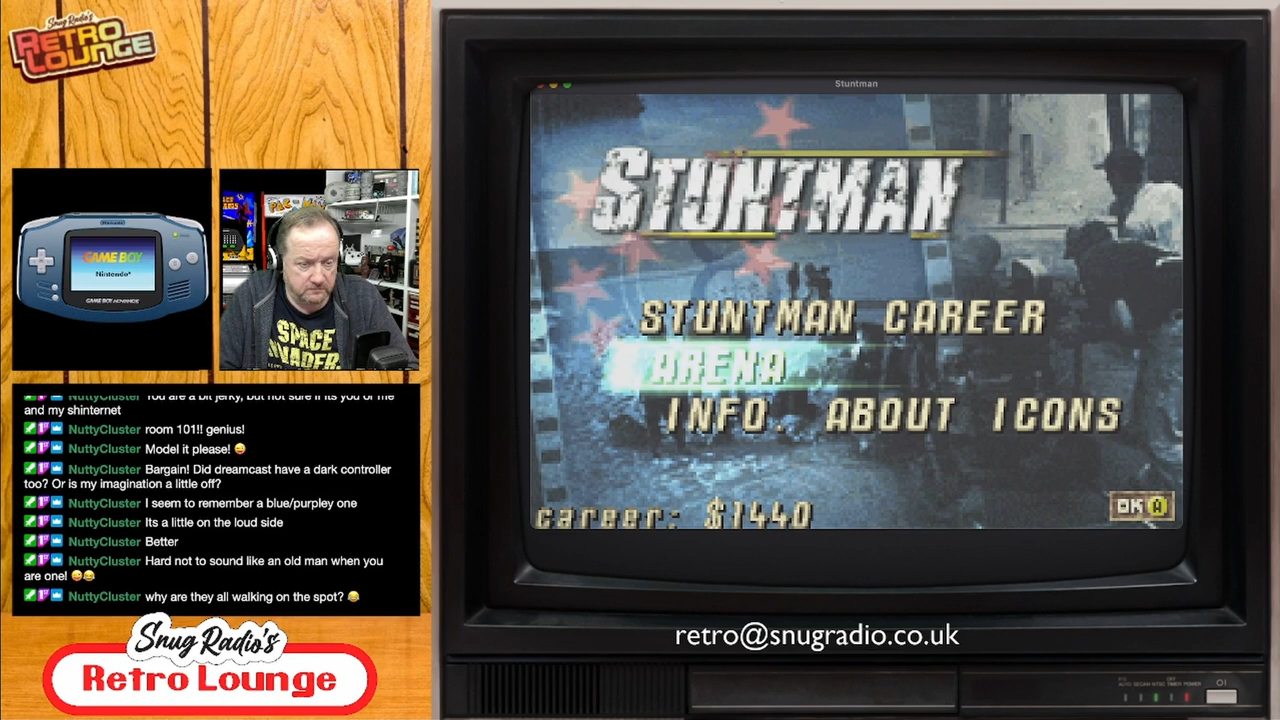 Snug Radio's
RETRO
LOUNGE
GAME BOY
Nintendo
GAME BOY ADVANCE
PAC
SPACE
INVADER
NuttyCluster You are a bit jerky, but not sure if its you or me
and my shinternet
NuttyCluster room 101!! genius!
NuttyCluster Model it please!
NuttyCluster Bargain! Did dreamcast have a dark controller
too? Or is my imagination a little off?
NuttyCluster I seem to remember a blue/purpley one
NuttyCluster Its a little on the loud side
NuttyCluster Better
NuttyCluster Hard not to sound like an old man when you
are one!
NuttyCluster why are they all walking on the spot?
Snug Radio's
Retro Lounge
Stuntman
STUNTMAN
STUNTMAN CAREER
ARENA
INFO. ABOUT ICONS
career: $1440
OK A
retro@snugradio.co.uk